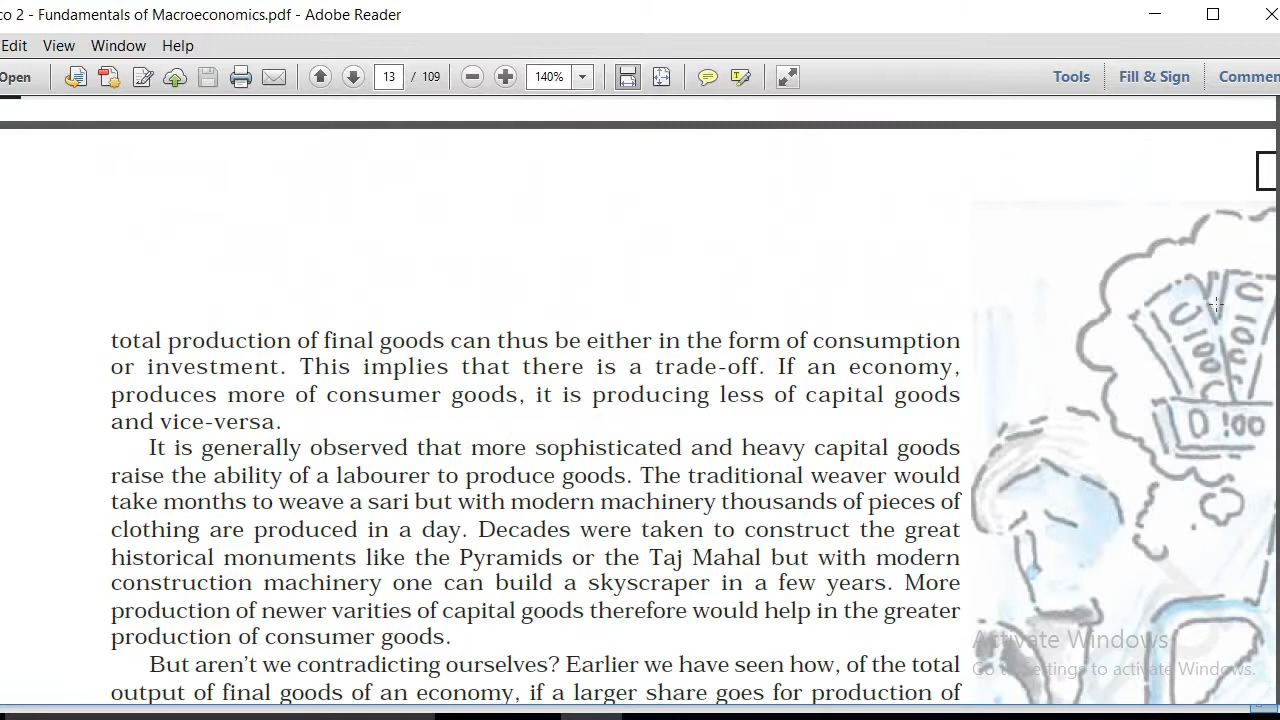 co 2 - Fundamentals of Macroeconomics.pdf - Adobe Reader
Edit View Window Help
Open 13 / 109 140% Tools Fill & Sign Commen
total production of final goods can thus be either in the form of consumption
or investment. This implies that there is a trade-off. If an economy,
produces more of consumer goods, it is producing less of capital goods
and vice-versa.
It is generally observed that more sophisticated and heavy capital goods
raise the ability of a labourer to produce goods. The traditional weaver would
take months to weave a sari but with modern machinery thousands of pieces of
clothing are produced in a day. Decades were taken to construct the great
historical monuments like the Pyramids or the Taj Mahal but with modern
construction machinery one can build a skyscraper in a few years. More
production of newer varities of capital goods therefore would help in the greater
production of consumer goods.
But aren't we contradicting ourselves? Earlier we have seen how, of the total
output of final goods of an economy, if a larger share goes for production of
Activate Windows
Go to Settings to activate Windows.